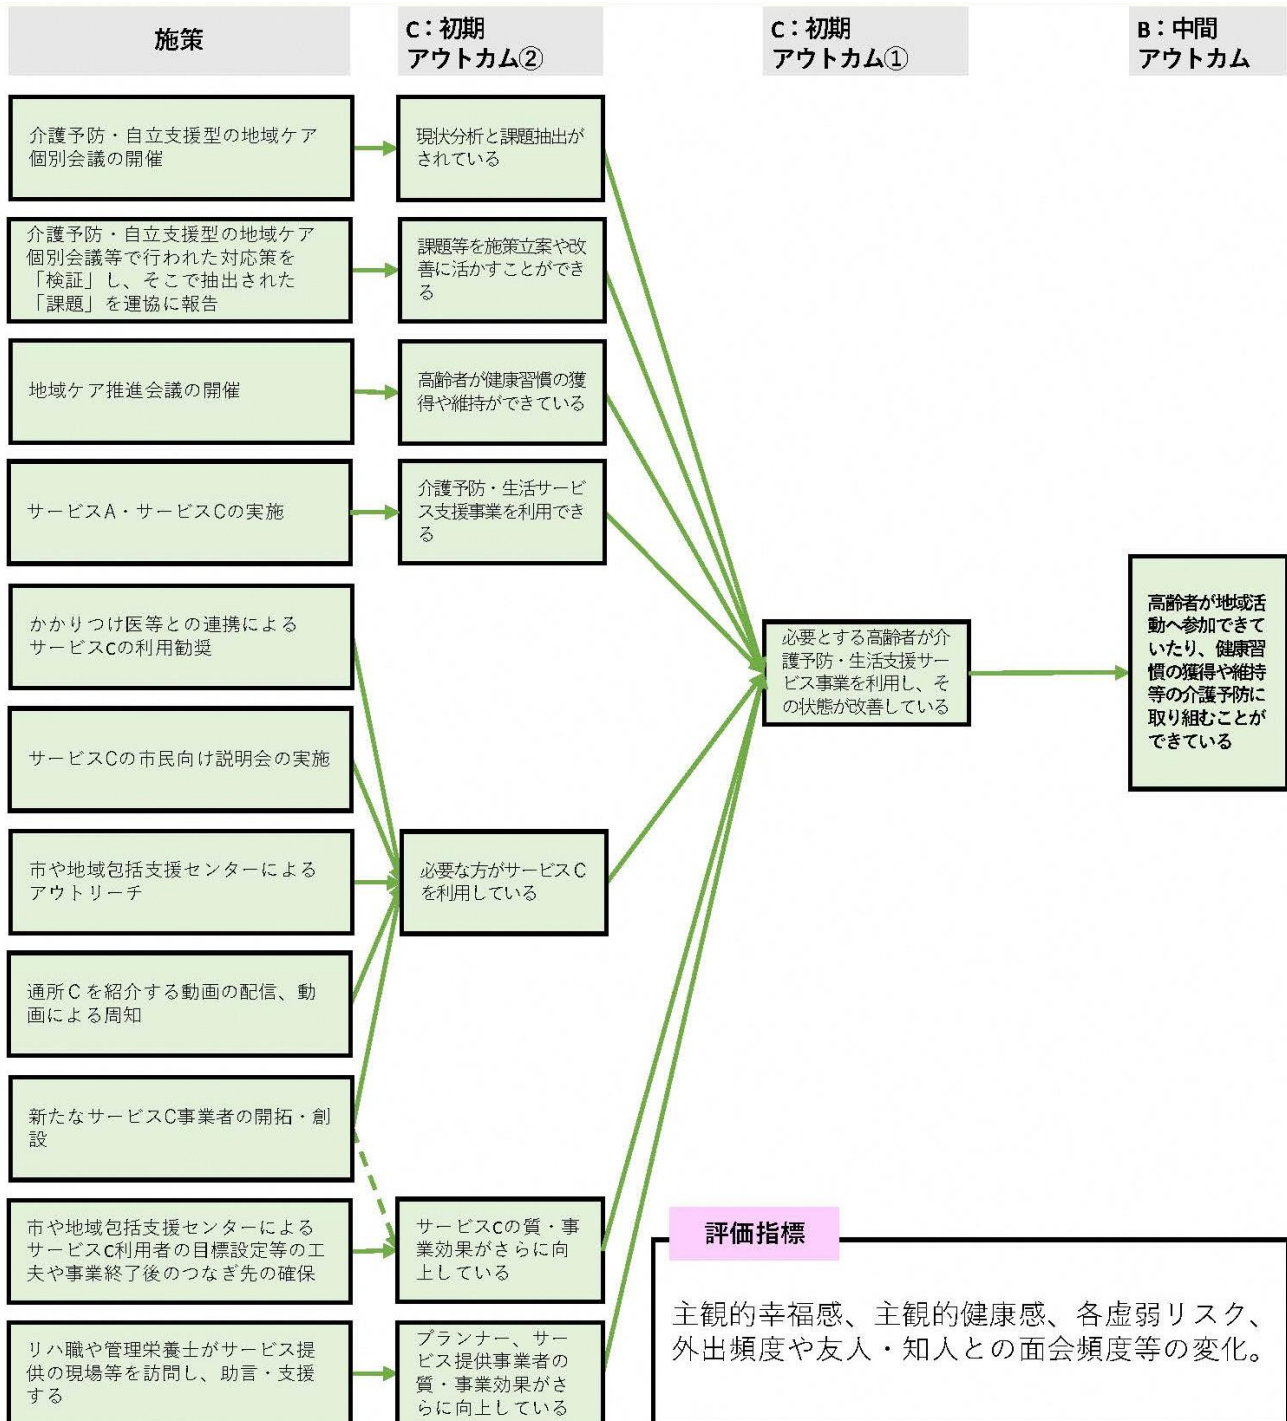 施策
C：初期
アウトカム②
C：初期
アウトカム①
B：中間
アウトカム
介護予防・自立支援型の地域ケア
個別会議の開催
現状分析と課題抽出が
されている
介護予防・自立支援型の地域ケア
個別会議等で行われた対応策を
「検証」し、そこで抽出された
「課題」を運協に報告
課題等を施策立案や改
善に活かすことができ
る
地域ケア推進会議の開催
高齢者が健康習慣の獲
得や維持ができている
サービスA・サービスCの実施
介護予防・生活サービ
ス支援事業を利用でき
る
かかりつけ医等との連携による
サービスCの利用勧奨
サービスCの市民向け説明会の実施
市や地域包括支援センターによる
アウトリーチ
必要な方がサービスC
を利用している
通所Cを紹介する動画の配信、動
画による周知
新たなサービスC事業者の開拓・創
設
市や地域包括支援センターによる
サービスC利用者の目標設定等の工
夫や事業終了後のつなぎ先の確保
サービスCの質・事
業効果がさらに向
上している
リハ職や管理栄養士がサービス提
供の現場等を訪問し、助言・支援
する
プランナー、サー
ビス提供事業者の
質・事業効果がさ
らに向上している
必要とする高齢者が介
護予防・生活支援サー
ビス事業を利用し、そ
の状態が改善している
高齢者が地域活
動へ参加できて
いたり、健康習
慣の獲得や維持
等の介護予防に
取り組むことが
できている
評価指標
主観的幸福感、主観的健康感、各虚弱リスク、
外出頻度や友人・知人との面会頻度等の変化。